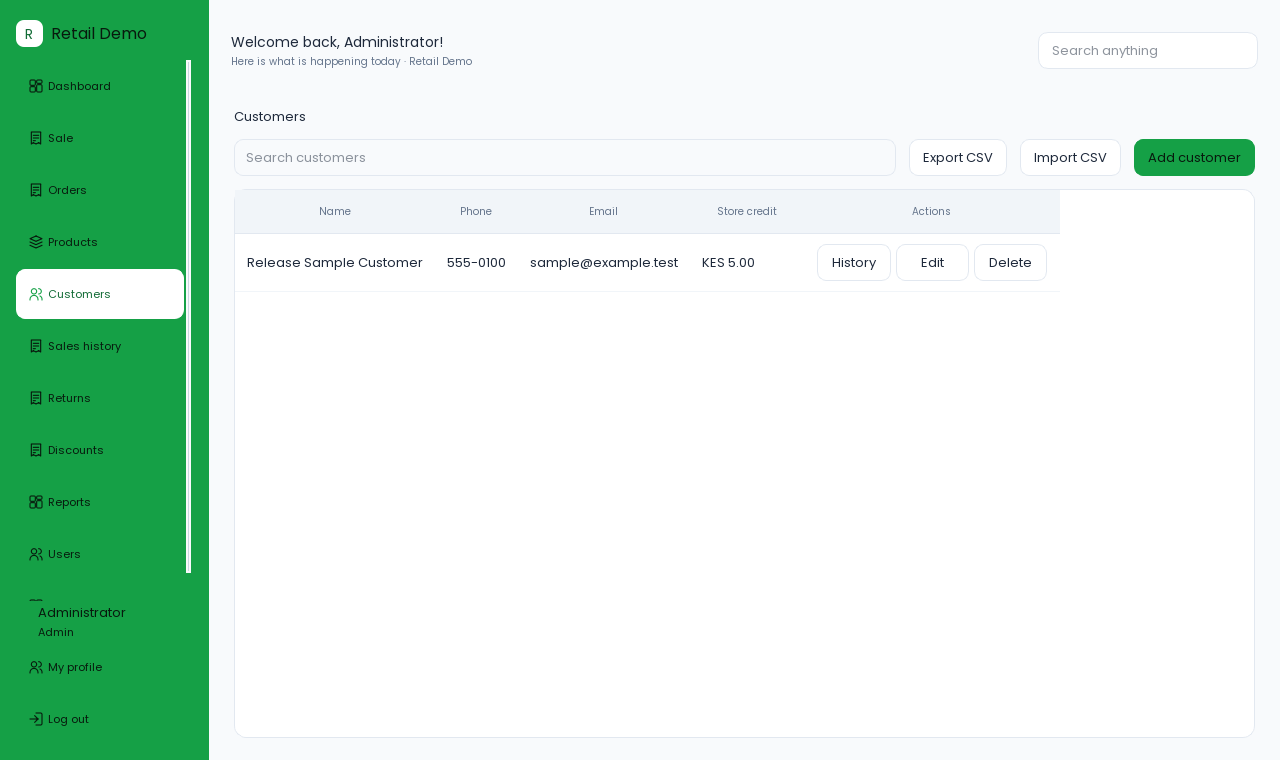 R Retail Demo
Dashboard
Sale
Orders
Products
Customers
Sales history
Returns
Discounts
Reports
Users
Administrator
Admin
My profile
Log out
Welcome back, Administrator!
Here is what is happening today · Retail Demo
Search anything
Customers
Search customers
Export CSV
Import CSV
Add customer
Name Phone Email Store credit Actions
Release Sample Customer 555-0100 sample@example.test KES 5.00 History Edit Delete